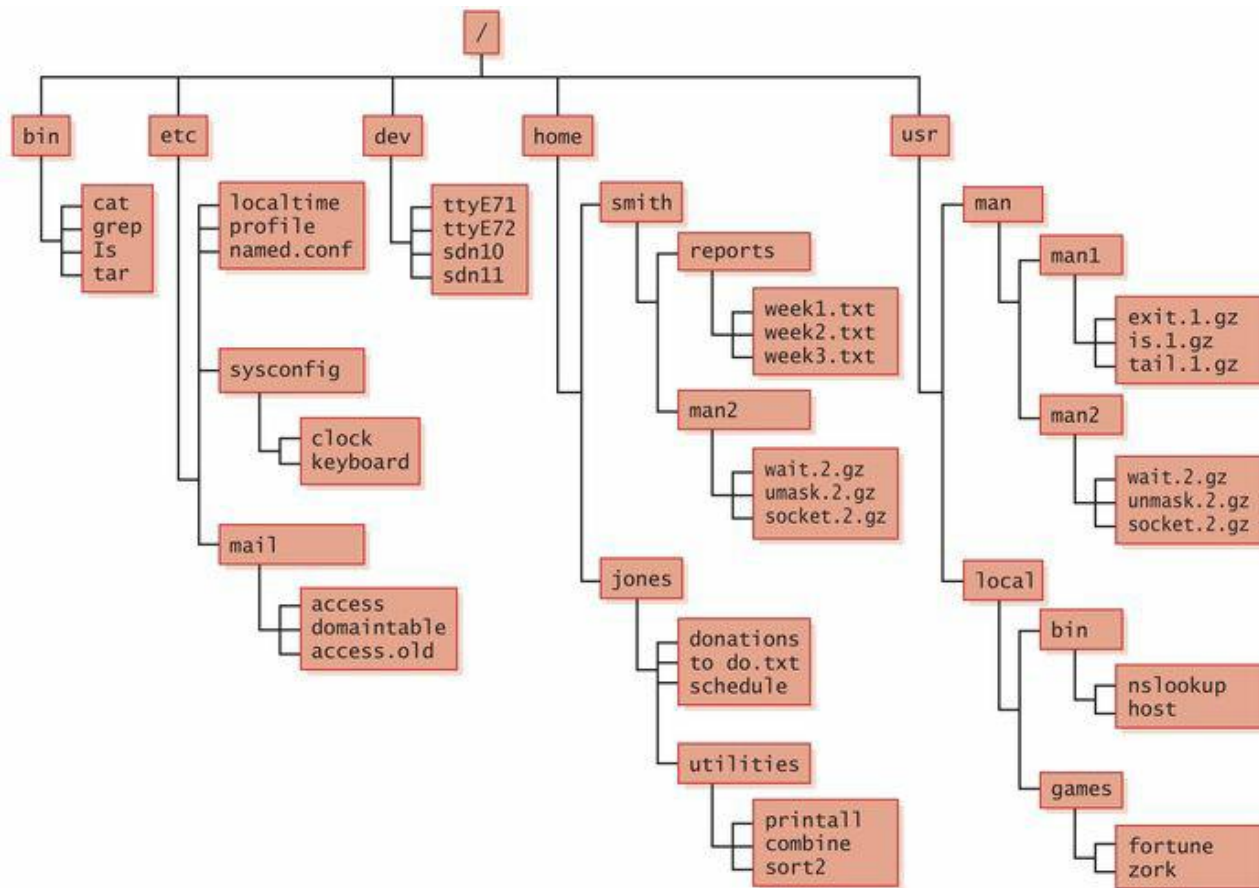 /
bin
cat
grep
Is
tar
etc
localtime
profile
named.conf
sysconfig
clock
keyboard
mail
access
domaintable
access.old
dev
ttyE71
ttyE72
sdn10
sdn11
home
smith
reports
week1.txt
week2.txt
week3.txt
man2
wait.2.gz
umask.2.gz
socket.2.gz
jones
donations
to do.txt
schedule
utilities
printall
combine
sort2
usr
man
man1
exit.1.gz
is.1.gz
tail.1.gz
man2
wait.2.gz
unmask.2.gz
socket.2.gz
local
bin
nslookup
host
games
fortune
zork